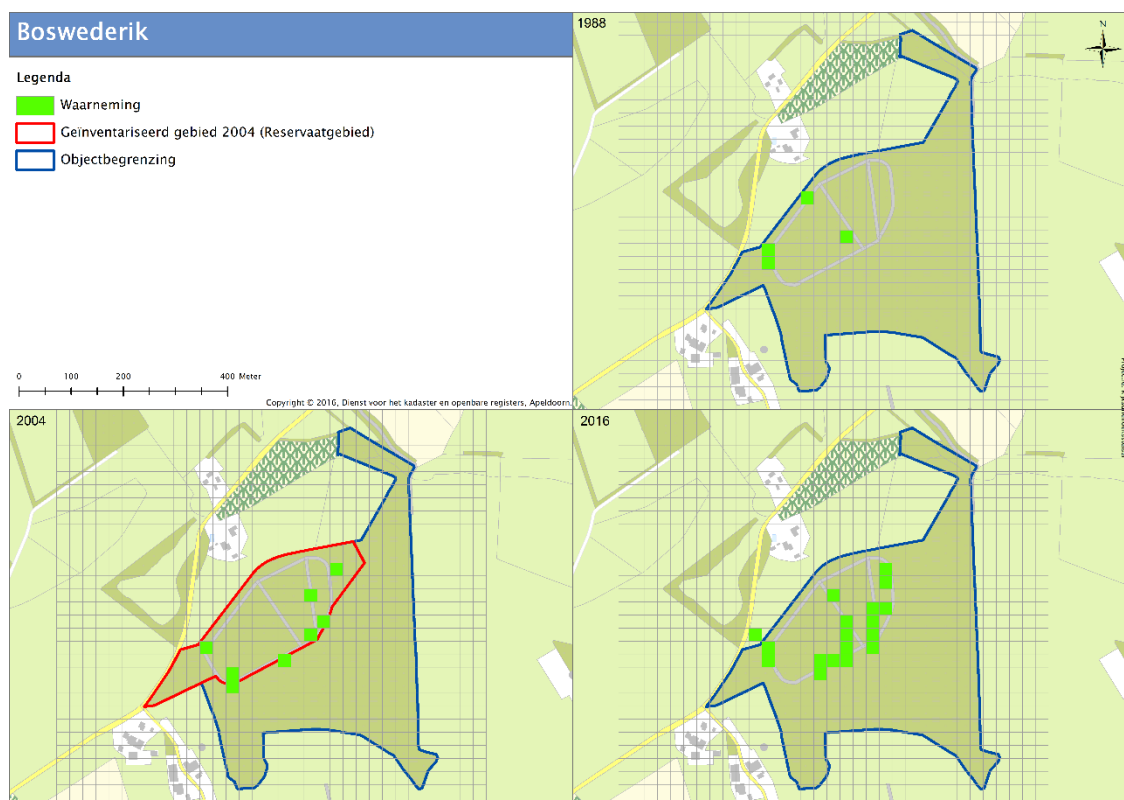 Boswederik
Legenda
Waarneming
Geïnventariseerd gebied 2004 (Reservaatgebied)
Objectbegrenzing
0 100 200 400 Meter
Copyright © 2016, Dienst voor het kadaster en openbare registers, Apeldoorn.
1988
Z
2004
2016